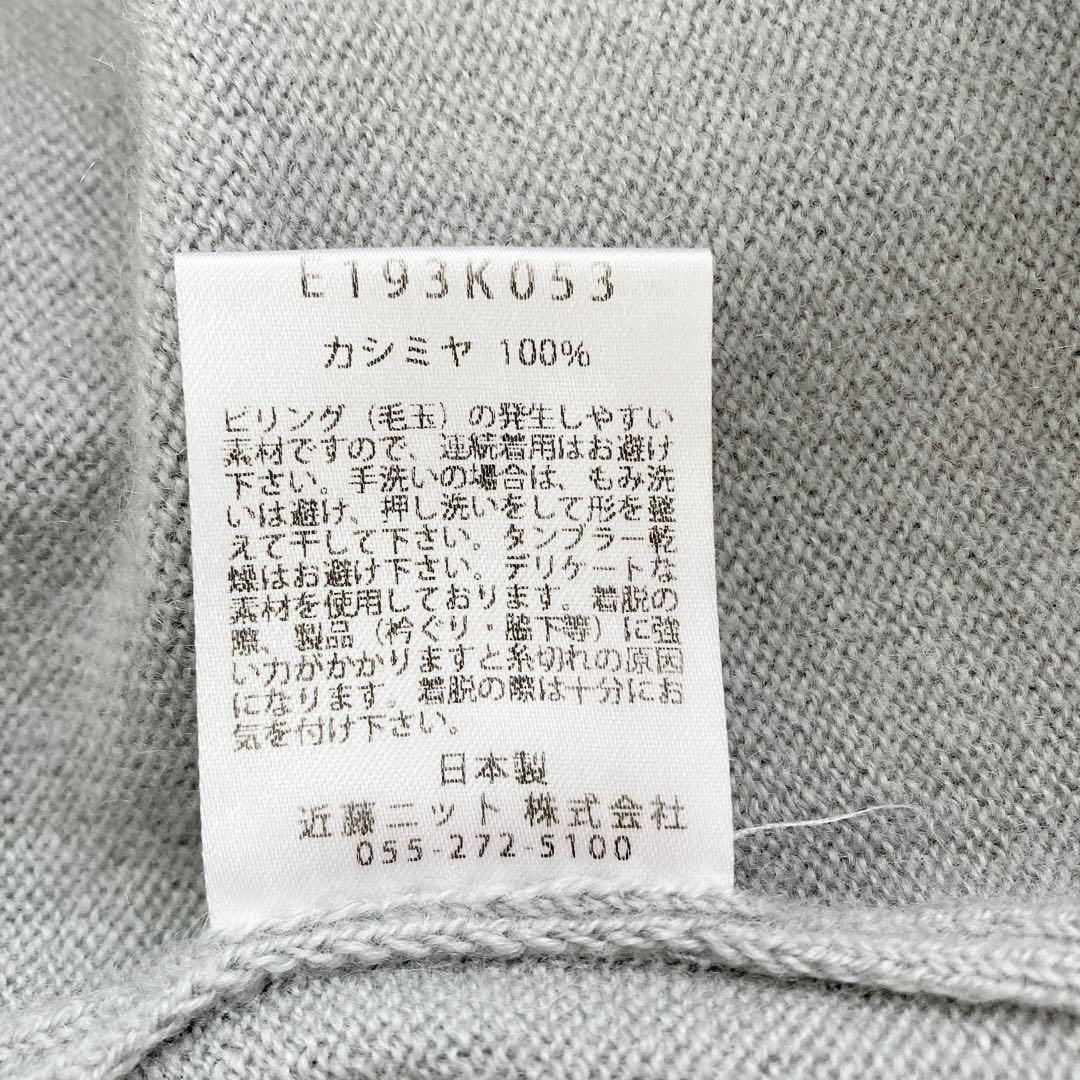 E193K053
カシミヤ 100%
ピリング（毛玉）の発生しやすい
素材ですので、連続着用はお避け
下さい。手洗いの場合は、もみ洗
いは避け、押し洗いをして形を整
えて干して下さい。タンブラー乾
燥はお避け下さい。デリケートな
素材を使用しております。着脱の
際、製品（衿ぐり・脇下等）に強
い力がかかりますと糸切れの原因
になります。着脱の際は十分にお
気を付け下さい。
日本製
近藤ニット株式会社
055-272-5100